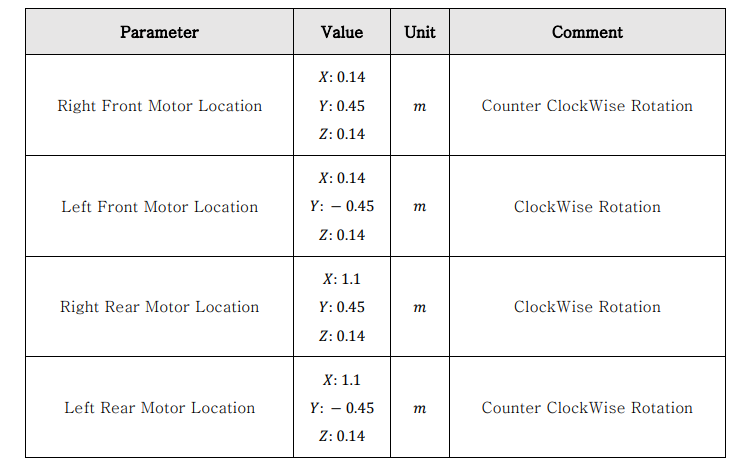 Parameter Value Unit Comment
X: 0.14
Right Front Motor Location Y: 0.45 m Counter ClockWise Rotation
Z: 0.14
X: 0.14
Left Front Motor Location Y: − 0.45 m ClockWise Rotation
Z: 0.14
X: 1.1
Right Rear Motor Location Y: 0.45 m ClockWise Rotation
Z: 0.14
X: 1.1
Left Rear Motor Location Y: − 0.45 m Counter ClockWise Rotation
Z: 0.14